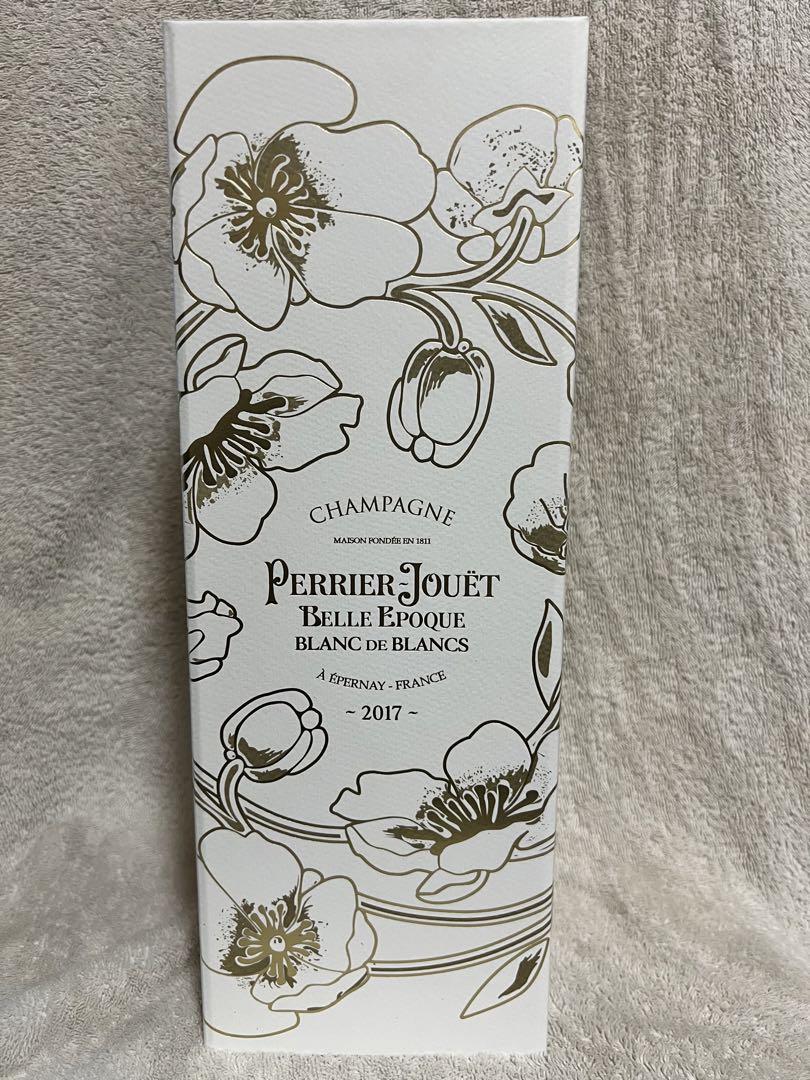 CHAMPAGNE
MAISON FONDÉE EN 1811
PERRIER-JOUËT
BELLE EPOQUE
BLANC DE BLANCS
À ÉPERNAY - FRANCE
~ 2017 ~